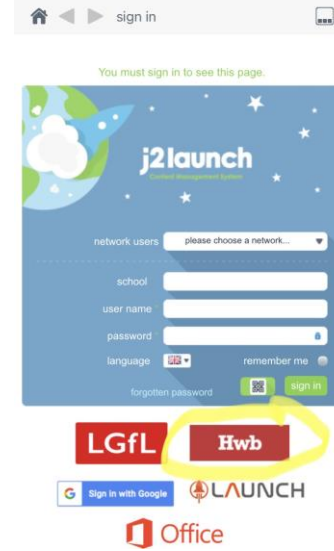 sign in
You must sign in to see this page.
j2launch
Content Management System
network users please choose a network...
school
user name
password
language remember me
forgotten password sign in
LGfL Hwb
G Sign in with Google LAUNCH
Office